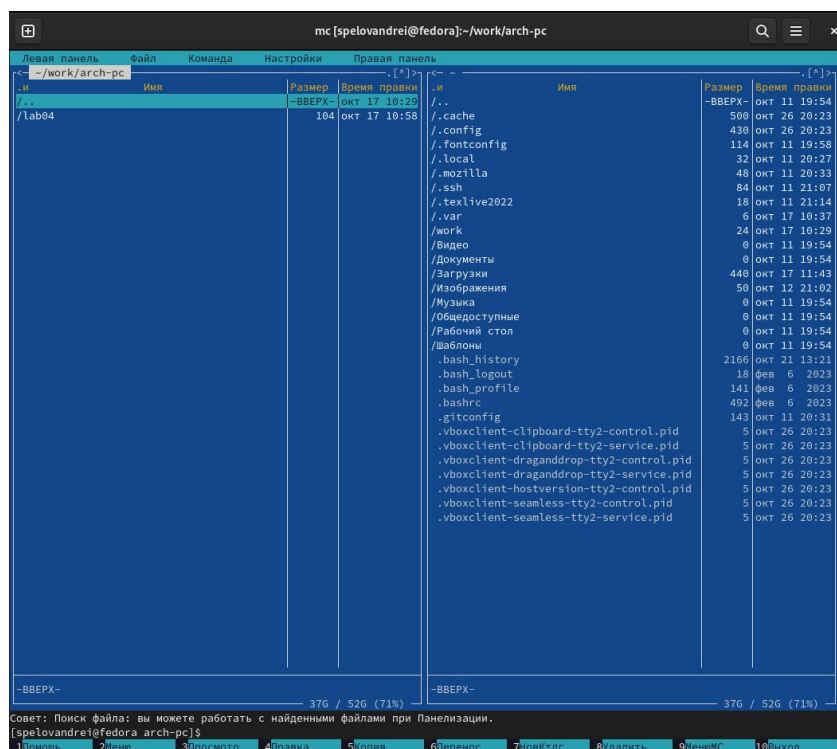 mc [spelovandrei@fedora]:~/work/arch-pc
Левая панель Файл Команда Настройки Правая панель
<— ~/work/arch-pc .[^]>
.и Имя Размер Время правки
/.. -ВВЕРХ- окт 17 10:29
/lab04 104 окт 17 10:58
-ВВЕРХ-
37G / 52G (71%)
<— ~ .[^]>
.и Имя Размер Время правки
/.. -ВВЕРХ- окт 11 19:54
/.cache 500 окт 26 20:23
/.config 430 окт 26 20:23
/.fontconfig 114 окт 11 19:58
/.local 32 окт 11 20:27
/.mozilla 48 окт 11 20:33
/.ssh 84 окт 11 21:07
/.texlive2022 18 окт 11 21:14
/.var 6 окт 17 10:37
/work 24 окт 17 10:29
/Видео 0 окт 11 19:54
/Документы 0 окт 11 19:54
/Загрузки 440 окт 17 11:43
/Изображения 50 окт 12 21:02
/Музыка 0 окт 11 19:54
/Общедоступные 0 окт 11 19:54
/Рабочий стол 0 окт 11 19:54
/Шаблоны 0 окт 11 19:54
.bash_history 2166 окт 21 13:21
.bash_logout 18 фев 6 2023
.bash_profile 141 фев 6 2023
.bashrc 492 фев 6 2023
.gitconfig 143 окт 11 20:31
.vboxclient-clipboard-tty2-control.pid 5 окт 26 20:23
.vboxclient-clipboard-tty2-service.pid 5 окт 26 20:23
.vboxclient-draganddrop-tty2-control.pid 5 окт 26 20:23
.vboxclient-draganddrop-tty2-service.pid 5 окт 26 20:23
.vboxclient-hostversion-tty2-control.pid 5 окт 26 20:23
.vboxclient-seamless-tty2-control.pid 5 окт 26 20:23
.vboxclient-seamless-tty2-service.pid 5 окт 26 20:23
-ВВЕРХ-
37G / 52G (71%)
Совет: Поиск файла: вы можете работать с найденными файлами при Панелизации.
[spelovandrei@fedora arch-pc]$
1Помощь 2Меню 3Просмотр 4Правка 5Копия 6Перенос 7НовКтлг 8Удалить 9МенюMC 10Выход